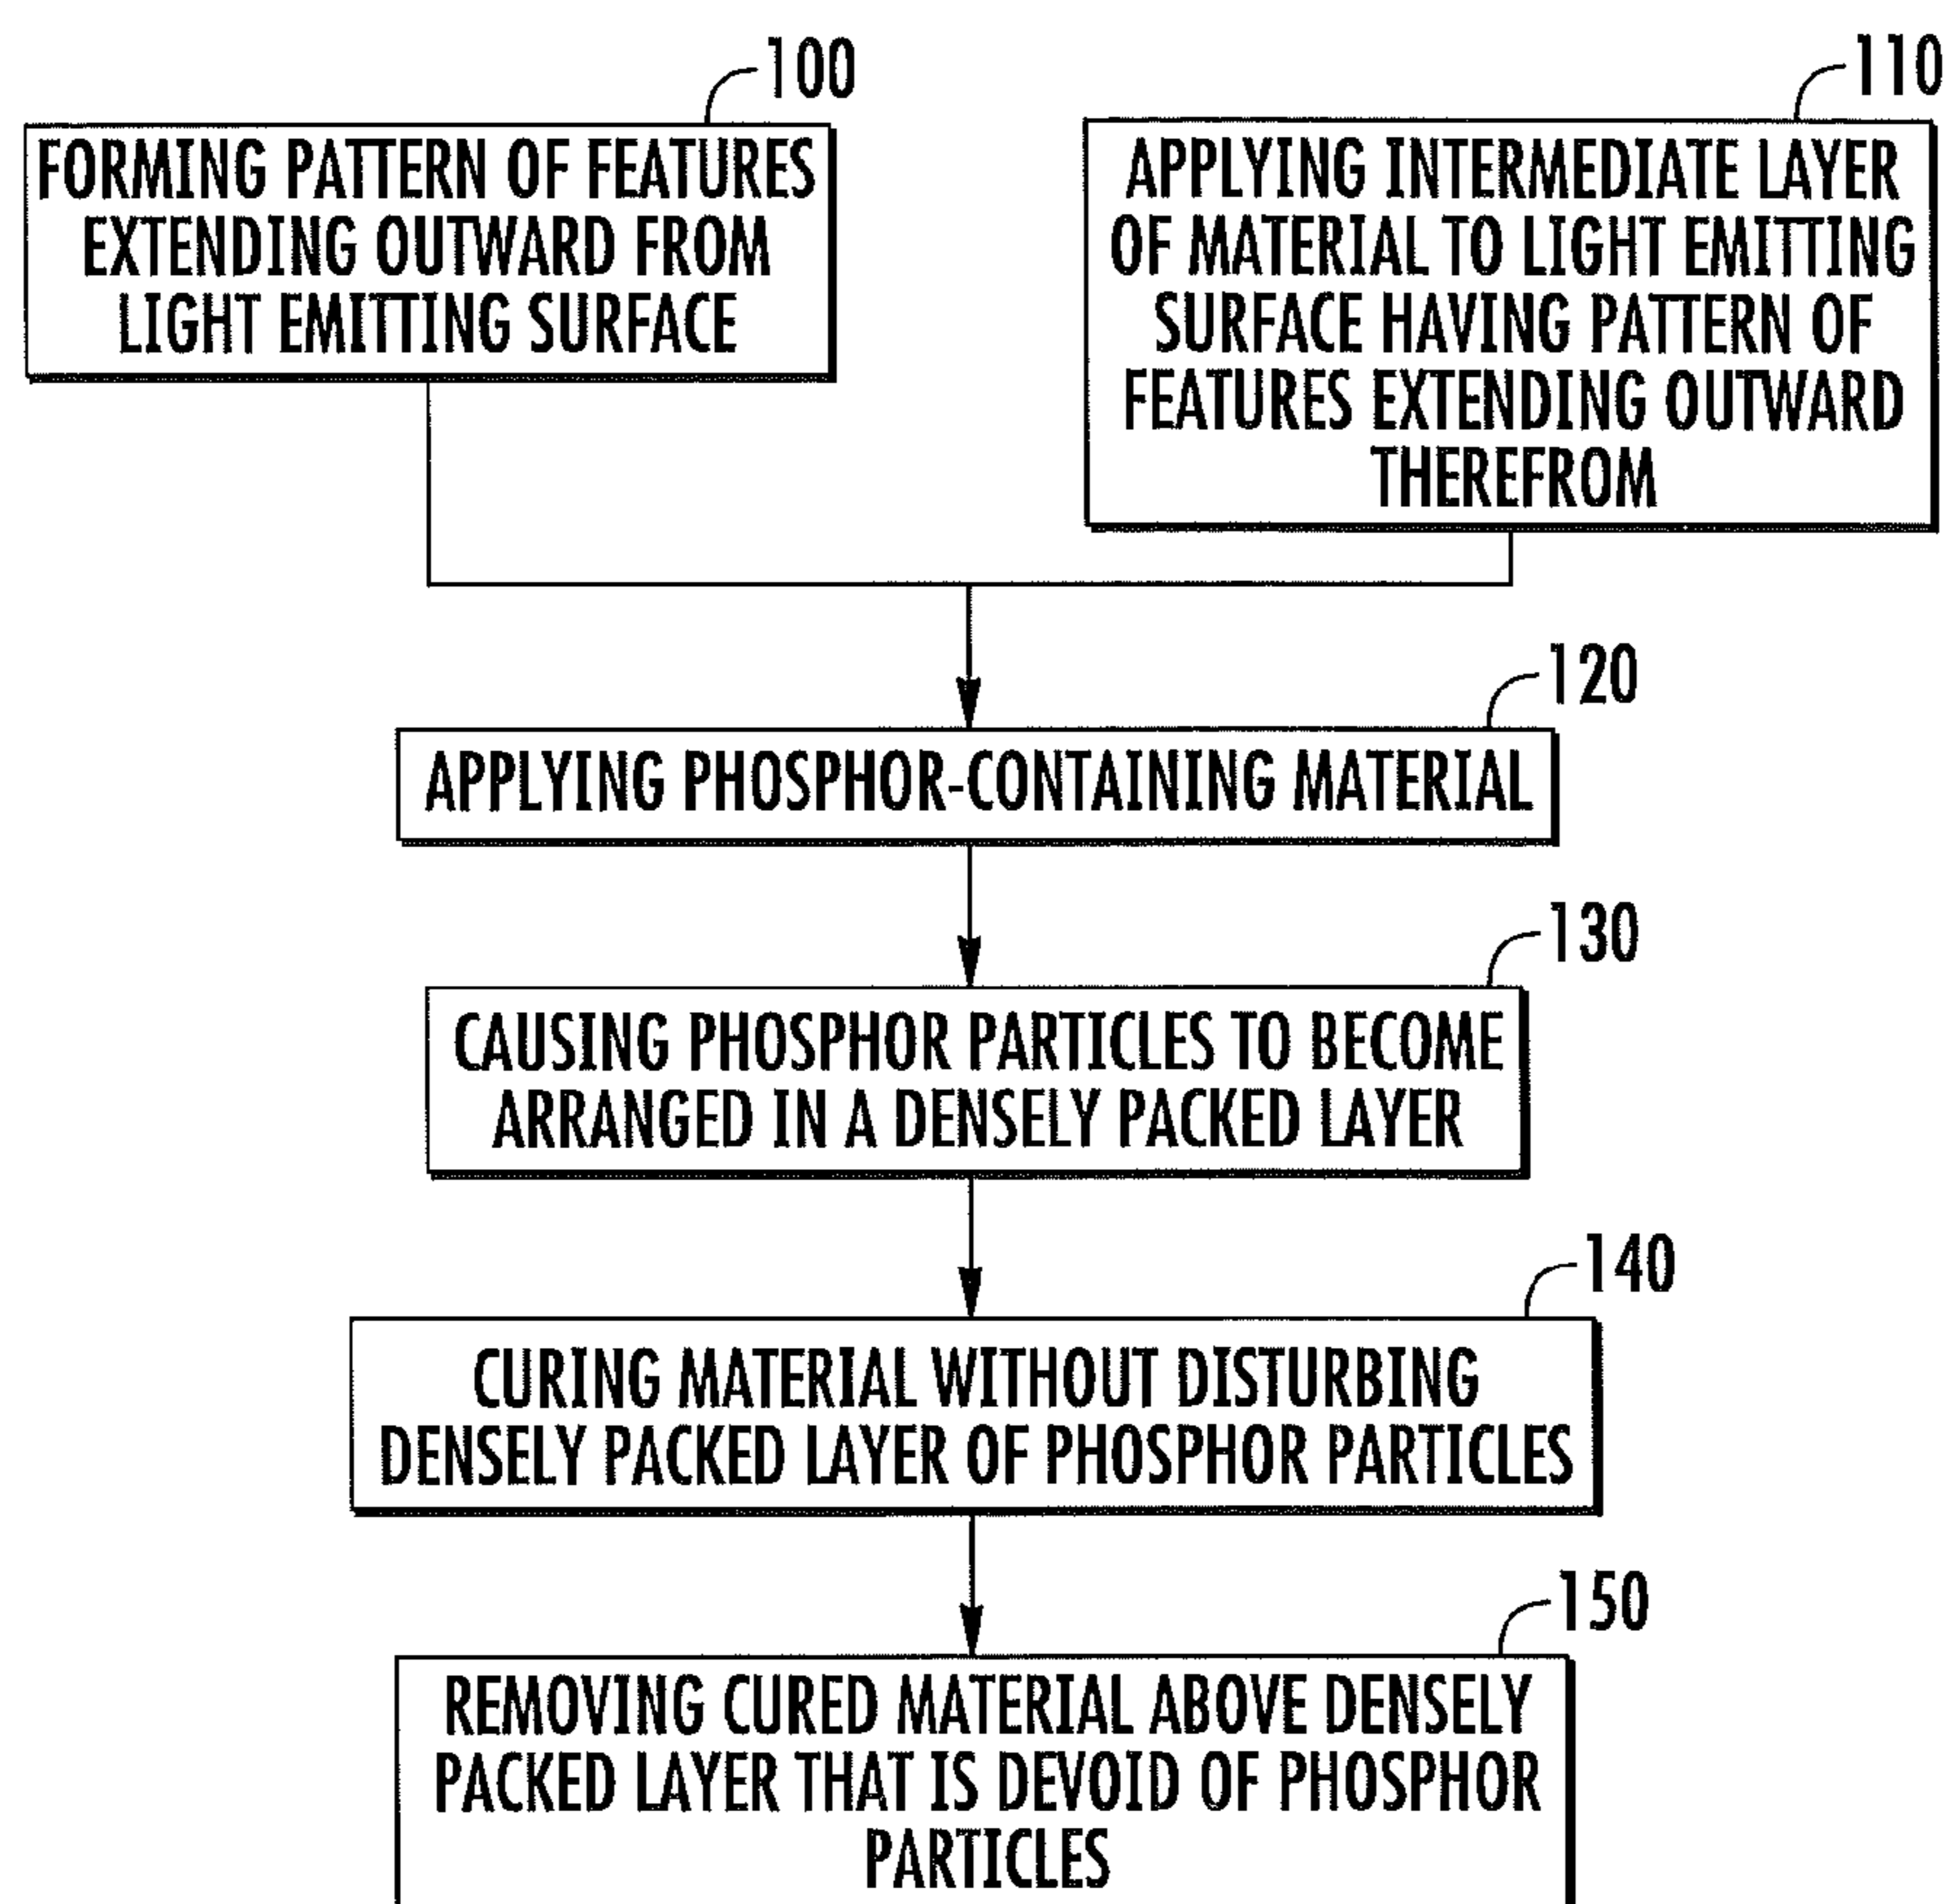 100
FORMING PATTERN OF FEATURES
EXTENDING OUTWARD FROM
LIGHT EMITTING SURFACE
110
APPLYING INTERMEDIATE LAYER
OF MATERIAL TO LIGHT EMITTING
SURFACE HAVING PATTERN OF
FEATURES EXTENDING OUTWARD
THEREFROM
120
APPLYING PHOSPHOR-CONTAINING MATERIAL
130
CAUSING PHOSPHOR PARTICLES TO BECOME
ARRANGED IN A DENSELY PACKED LAYER
140
CURING MATERIAL WITHOUT DISTURBING
DENSELY PACKED LAYER OF PHOSPHOR PARTICLES
150
REMOVING CURED MATERIAL ABOVE DENSELY
PACKED LAYER THAT IS DEVOID OF PHOSPHOR
PARTICLES